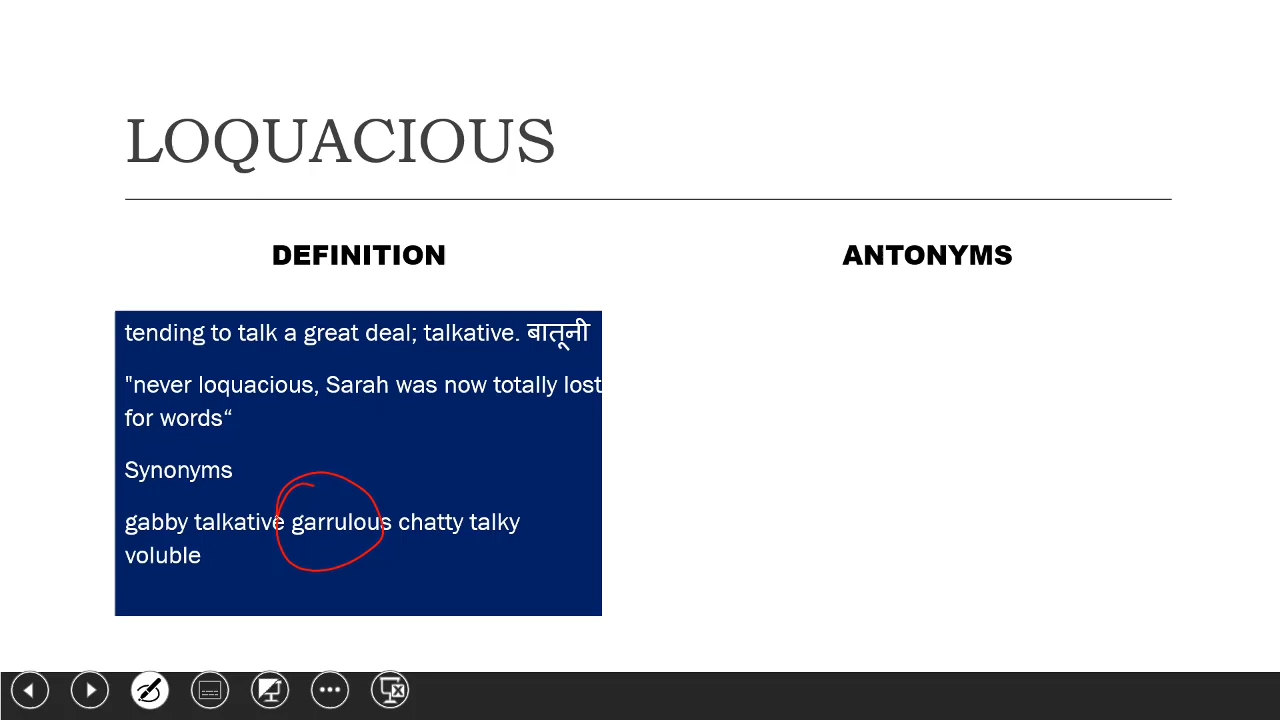 LOQUACIOUS
DEFINITION
ANTONYMS
tending to talk a great deal; talkative. बातूनी
"never loquacious, Sarah was now totally lost
for words“
Synonyms
gabby talkative garrulous chatty talky
voluble